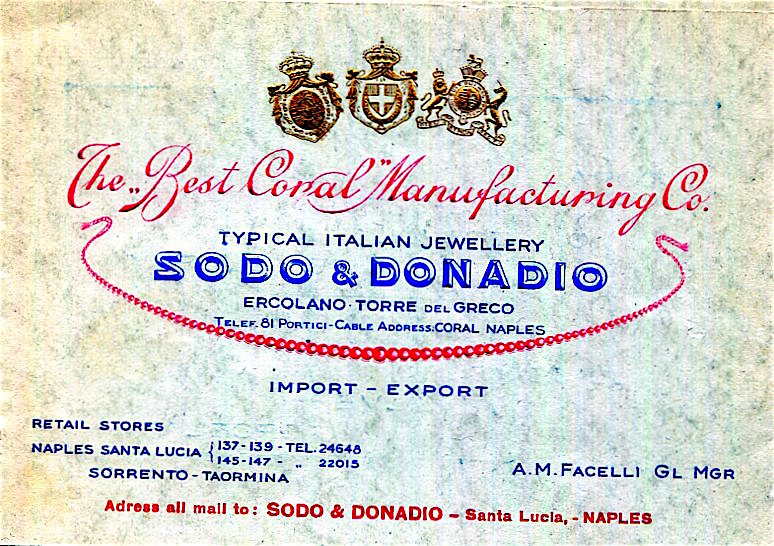 The „Best Coral" Manufacturing Co.
TYPICAL ITALIAN JEWELLERY
SODO & DONADIO
ERCOLANO · TORRE DEL GRECO
TELEF. 81 PORTICI - CABLE ADDRESS: CORAL NAPLES
IMPORT – EXPORT
RETAIL STORES
NAPLES SANTA LUCIA { 137 - 139 - TEL. 24648
145 - 147 - „ 22015
SORRENTO - TAORMINA
A. M. FACELLI GL MGR
Adress all mail to: SODO & DONADIO – Santa Lucia, - NAPLES